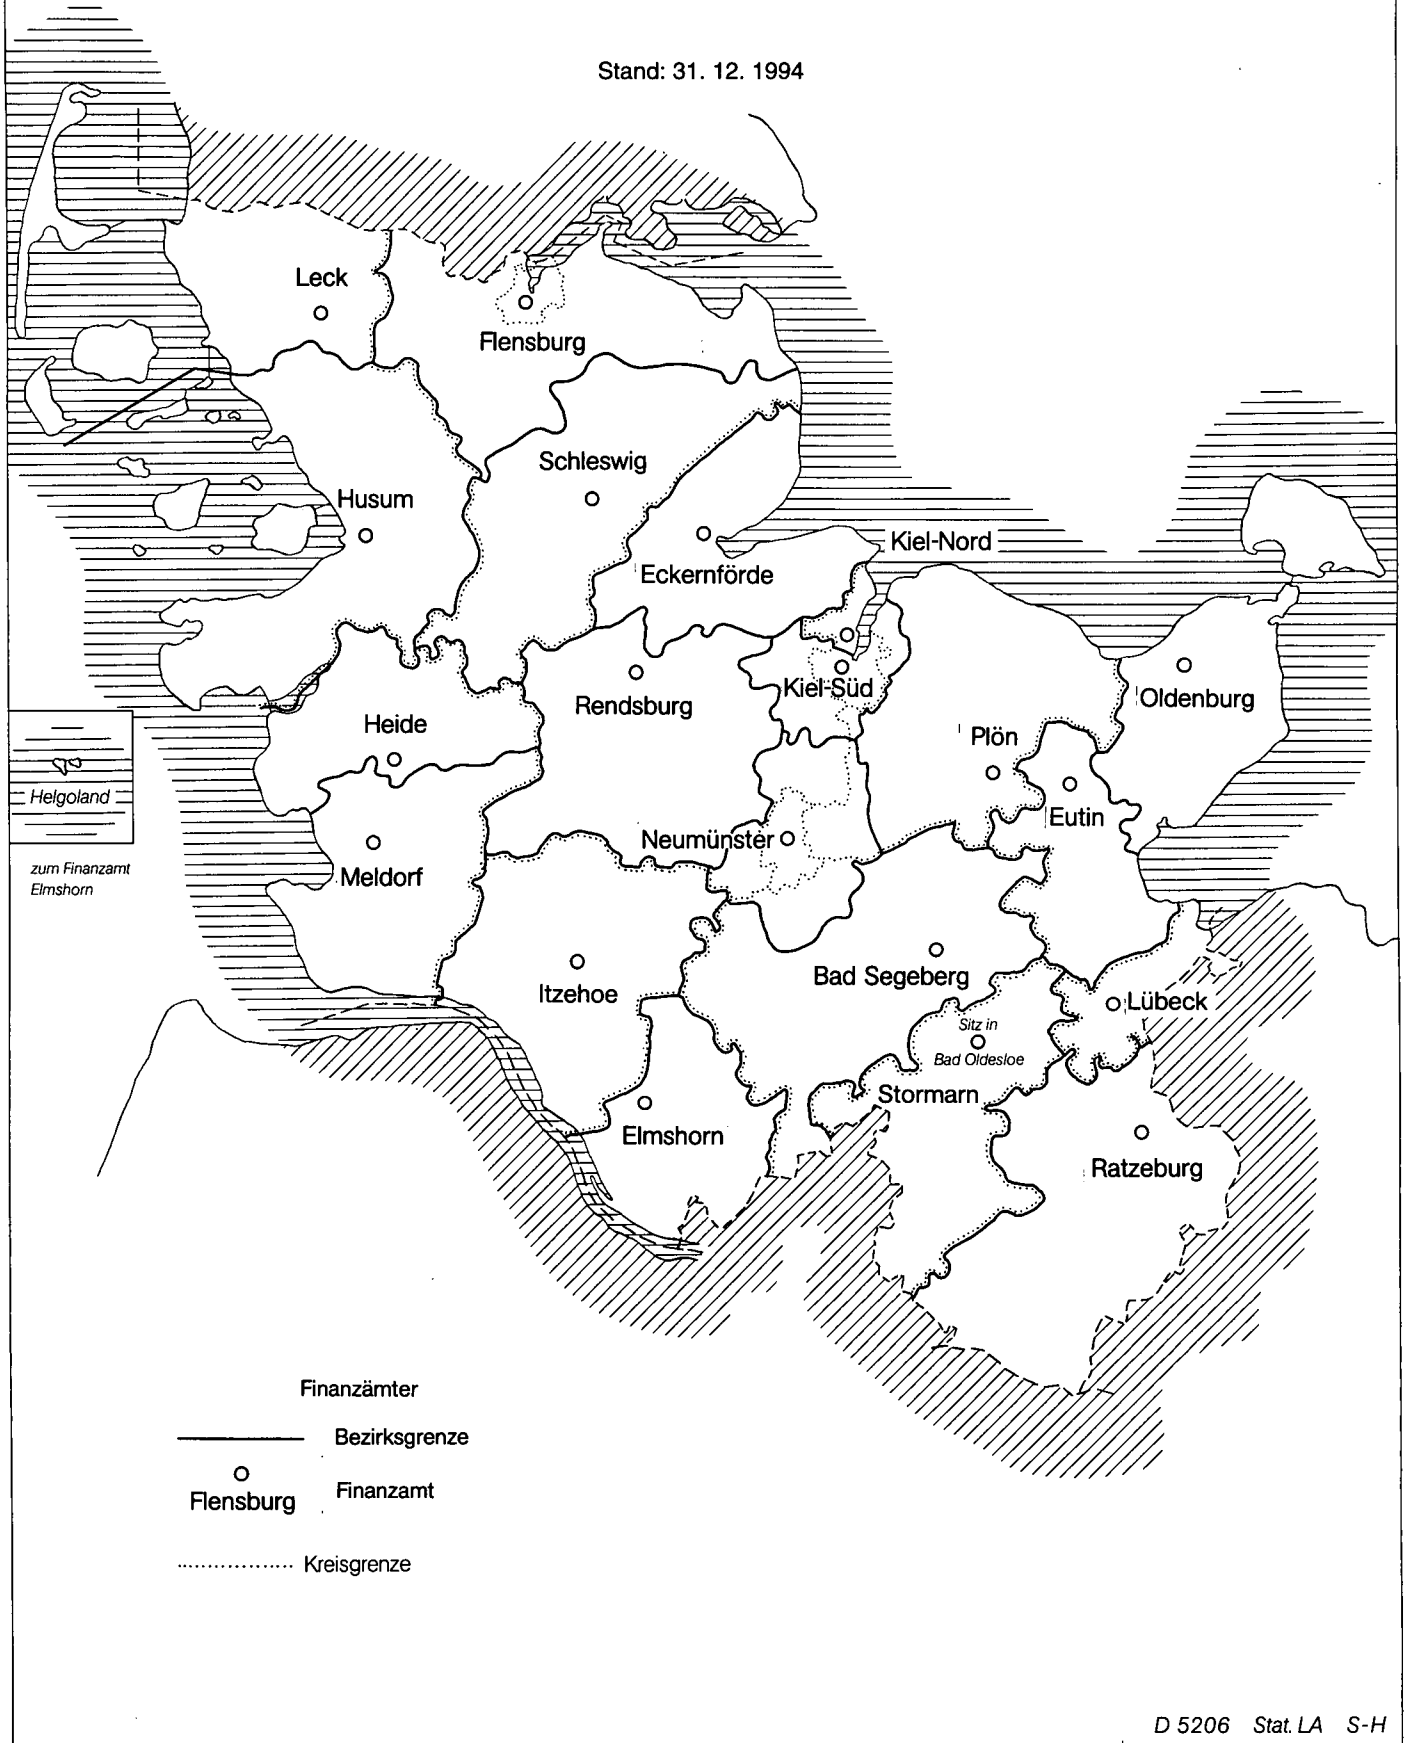 Stand: 31. 12. 1994
Leck
Flensburg
Schleswig
Husum
Kiel-Nord
Eckernförde
Kiel-Süd
Oldenburg
Rendsburg
Heide
Plön
Helgoland
Eutin
Neumünster
zum Finanzamt
Elmshorn
Meldorf
Bad Segeberg
Itzehoe
Lübeck
Sitz in
Bad Oldesloe
Stormarn
Elmshorn
Ratzeburg
Finanzämter
Bezirksgrenze
Flensburg
Finanzamt
Kreisgrenze
D 5206 Stat. LA S-H